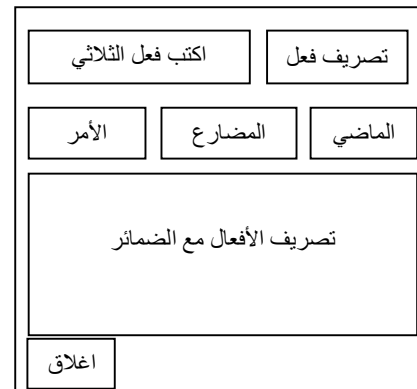 تصريف فعل
اكتب فعل الثلاثي
الماضي
المضارع
الأمر
تصريف الأفعال مع الضمائر
اغلاق